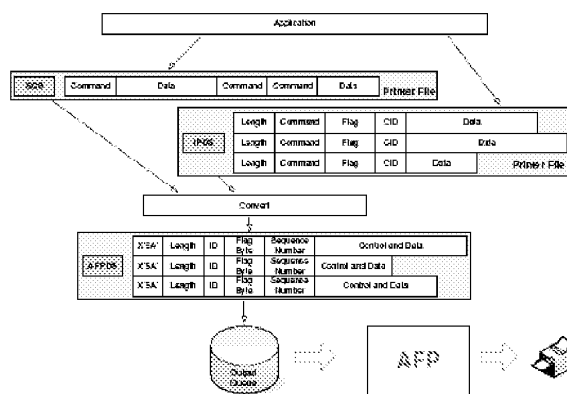 Application
SCS Command Data Command Command Data Printer File
Length Command Flag CID Data
IPDS Length Command Flag CID Data
Length Command Flag CID Data Printer File
Convert
X'5A' Length ID Flag Byte Sequence Number Control and Data
AFPDS X'5A' Length ID Flag Byte Sequence Number Control and Data
X'5A' Length ID Flag Byte Sequence Number Control and Data
Output
Queue
AFP